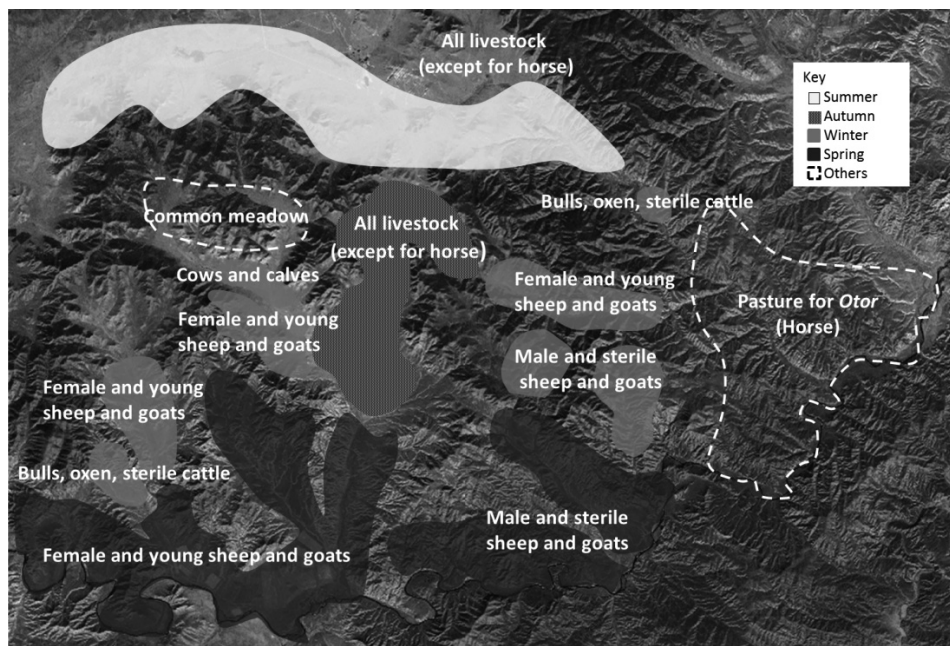 All livestock
(except for horse)
Key
Summer
Autumn
Winter
Spring
Others
Common meadow
All livestock
(except for horse)
Bulls, oxen, sterile cattle
Cows and calves
Female and young
sheep and goats
Female and young
sheep and goats
Pasture for Otor
(Horse)
Male and sterile
sheep and goats
Female and young
sheep and goats
Bulls, oxen, sterile cattle
Male and sterile
sheep and goats
Female and young sheep and goats